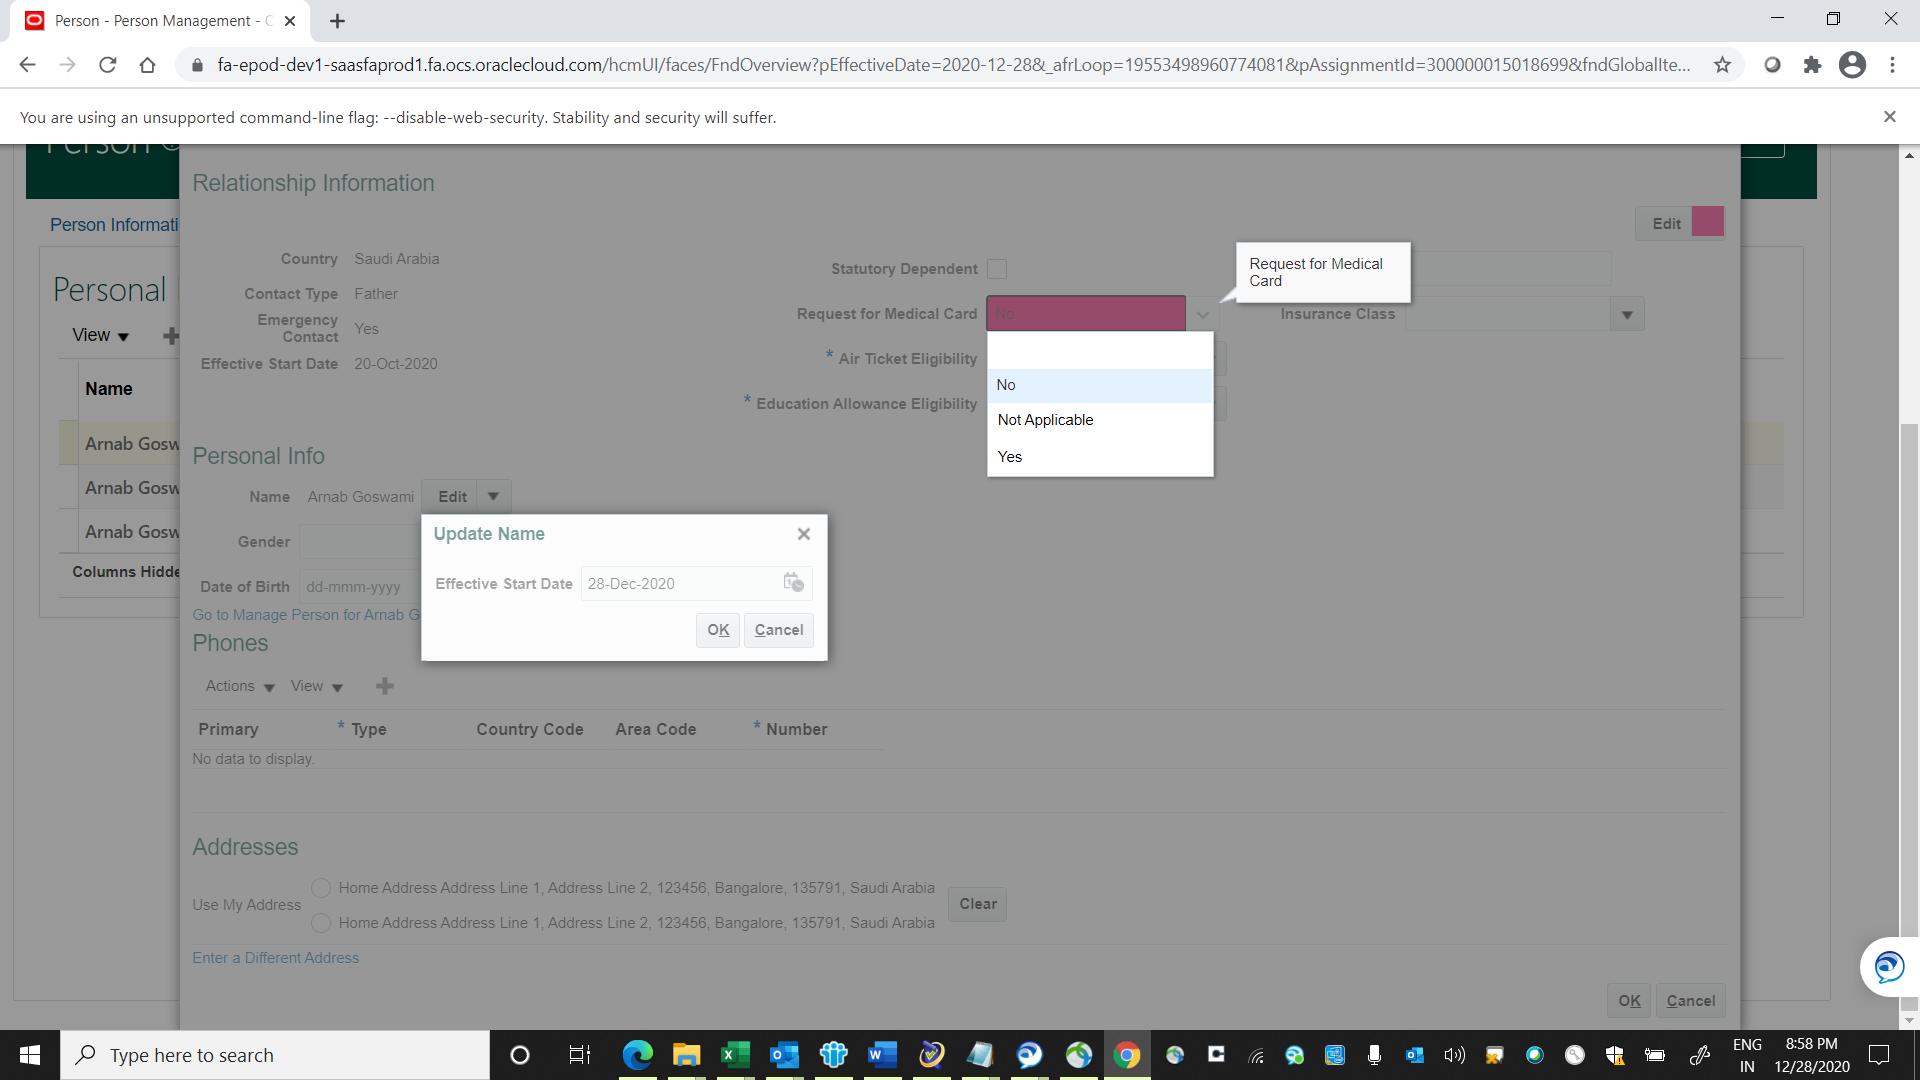 Person - Person Management -
fa-epod-dev1-saasfaprod1.fa.ocs.oraclecloud.com/hcmUI/faces/FndOverview?pEffectiveDate=2020-12-28&_afrLoop=19553498960774081&pAssignmentId=300000015018699&fndGlobalIte...
You are using an unsupported command-line flag: --disable-web-security. Stability and security will suffer.
Person
Relationship Information
Person Informati
Edit
Country Saudi Arabia
Statutory Dependent
Request for Medical
Card
Personal
Contact Type Father
Emergency
Contact Yes
Request for Medical Card No
Insurance Class
View
Effective Start Date 20-Oct-2020
* Air Ticket Eligibility
Name
No
* Education Allowance Eligibility
Not Applicable
Yes
Arnab Gosw
Personal Info
Arnab Gosw
Name Arnab Goswami Edit
Arnab Gosw
Gender
Update Name
Columns Hidde
Date of Birth dd-mmm-yyyy
Effective Start Date 28-Dec-2020
Go to Manage Person for Arnab G
OK Cancel
Phones
Actions View
Primary * Type Country Code Area Code * Number
No data to display.
Addresses
Use My Address
Home Address Address Line 1, Address Line 2, 123456, Bangalore, 135791, Saudi Arabia
Home Address Address Line 1, Address Line 2, 123456, Bangalore, 135791, Saudi Arabia
Clear
Enter a Different Address
OK Cancel
Type here to search
ENG
IN
8:58 PM
12/28/2020